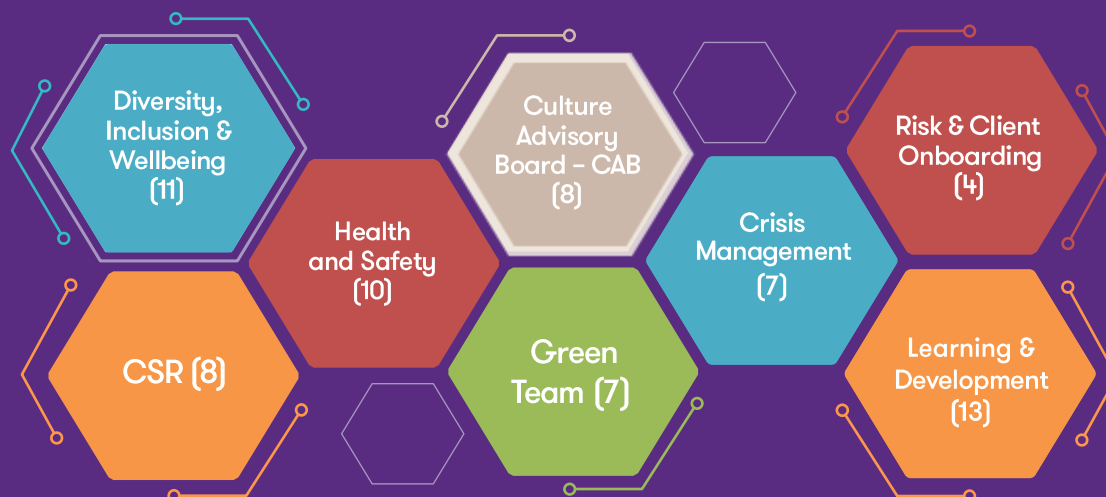 Diversity,
Inclusion &
Wellbeing
(11)
Health
and Safety
(10)
Culture
Advisory
Board – CAB
(8)
Crisis
Management
(7)
Risk & Client
Onboarding
(4)
CSR (8)
Green
Team (7)
Learning &
Development
(13)